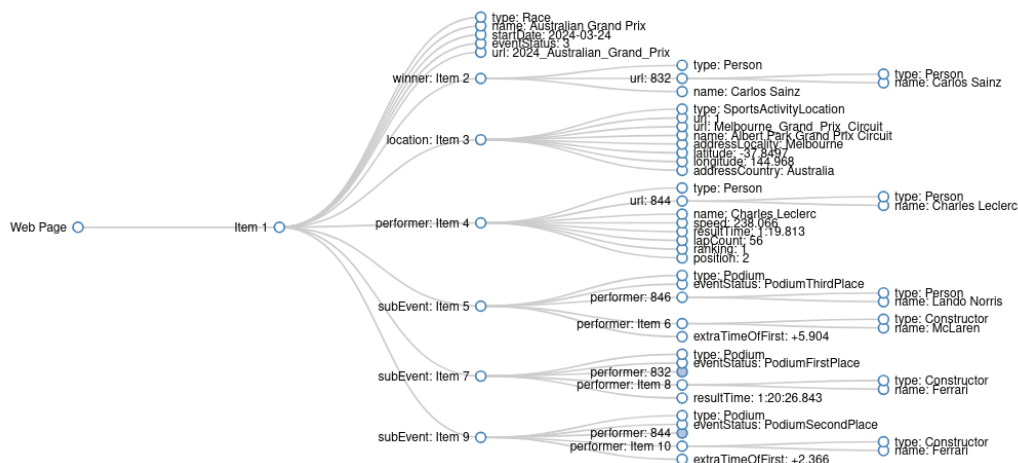 Web Page
Item 1
type: Race
name: Australian Grand Prix
startDate: 2024-03-24
eventStatus: 3
url: 2024_Australian_Grand_Prix
winner: Item 2
type: Person
url: 832
type: Person
name: Carlos Sainz
name: Carlos Sainz
location: Item 3
type: SportsActivityLocation
url: 1
url: Melbourne_Grand_Prix_Circuit
name: Albert Park Grand Prix Circuit
addressLocality: Melbourne
latitude: -37.8497
longitude: 144.968
addressCountry: Australia
performer: Item 4
type: Person
url: 844
type: Person
name: Charles Leclerc
name: Charles Leclerc
speed: 238.066
resultTime: 1:19.813
lapCount: 56
ranking: 1
position: 2
subEvent: Item 5
type: Podium
eventStatus: PodiumThirdPlace
performer: 846
type: Person
name: Lando Norris
performer: Item 6
type: Constructor
name: McLaren
extraTimeOfFirst: +5.904
subEvent: Item 7
type: Podium
eventStatus: PodiumFirstPlace
performer: 832
performer: Item 8
type: Constructor
name: Ferrari
resultTime: 1:20:26.843
subEvent: Item 9
type: Podium
eventStatus: PodiumSecondPlace
performer: 844
performer: Item 10
type: Constructor
name: Ferrari
extraTimeOfFirst: +2.366